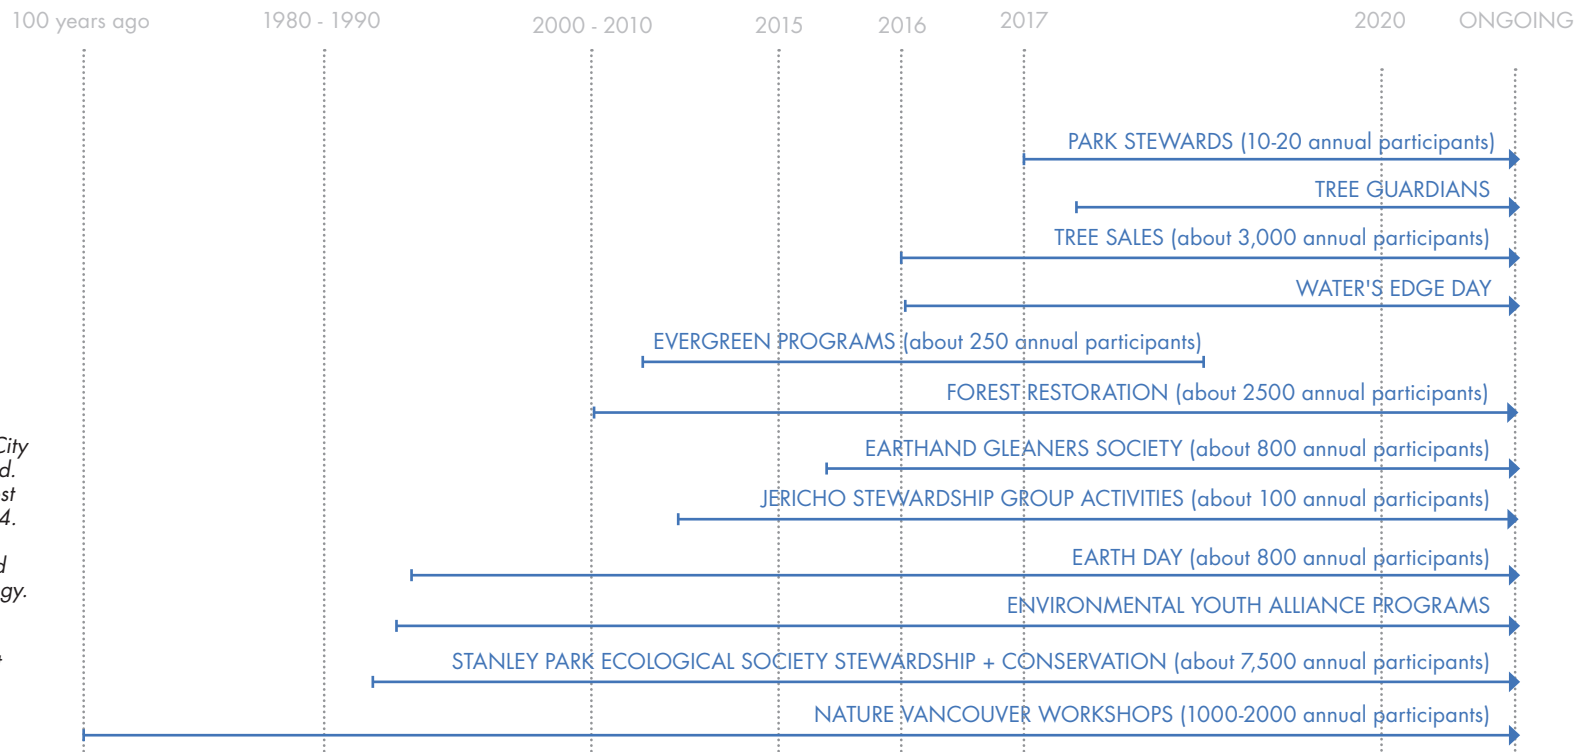 100 years ago
1980 - 1990
2000 - 2010
2015
2016
2017
2020
ONGOING
PARK STEWARDS (10-20 annual participants)
TREE GUARDIANS
TREE SALES (about 3,000 annual participants)
WATER'S EDGE DAY
EVERGREEN PROGRAMS (about 250 annual participants)
FOREST RESTORATION (about 2500 annual participants)
City
EARTHAND GLEANERS SOCIETY (about 800 annual participants)
JERICHO STEWARDSHIP GROUP ACTIVITIES (about 100 annual participants)
4.
EARTH DAY (about 800 annual participants)
ENVIRONMENTAL YOUTH ALLIANCE PROGRAMS
STANLEY PARK ECOLOGICAL SOCIETY STEWARDSHIP + CONSERVATION (about 7,500 annual participants)
NATURE VANCOUVER WORKSHOPS (1000-2000 annual participants)